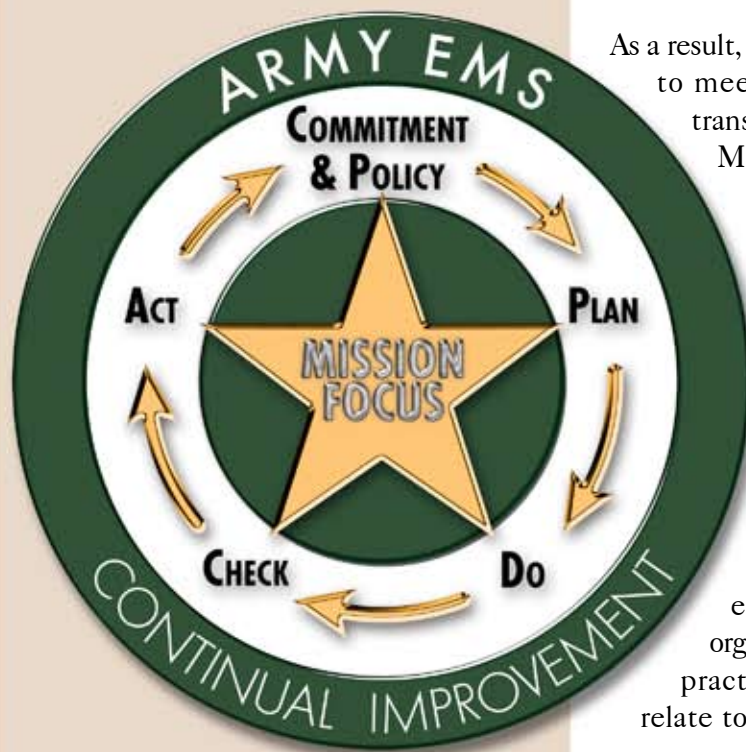 ARMY EMS
COMMITMENT
& POLICY
PLAN
DO
CHECK
ACT
MISSION
FOCUS
CONTINUAL IMPROVEMENT
As a result,
to mee
trans
M
e
org
pract
relate to